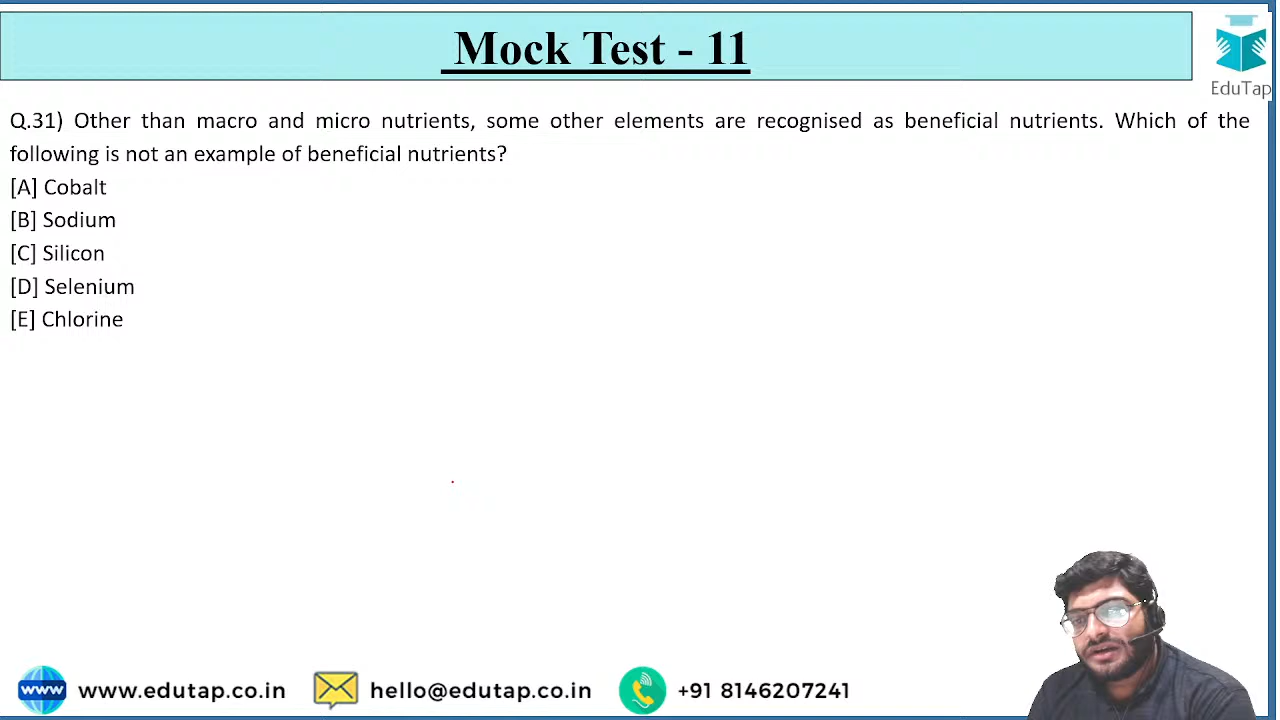 Mock Test - 11
EduTap
Q.31) Other than macro and micro nutrients, some other elements are recognised as beneficial nutrients. Which of the
following is not an example of beneficial nutrients?
[A] Cobalt
[B] Sodium
[C] Silicon
[D] Selenium
[E] Chlorine
www www.edutap.co.in hello@edutap.co.in +91 8146207241